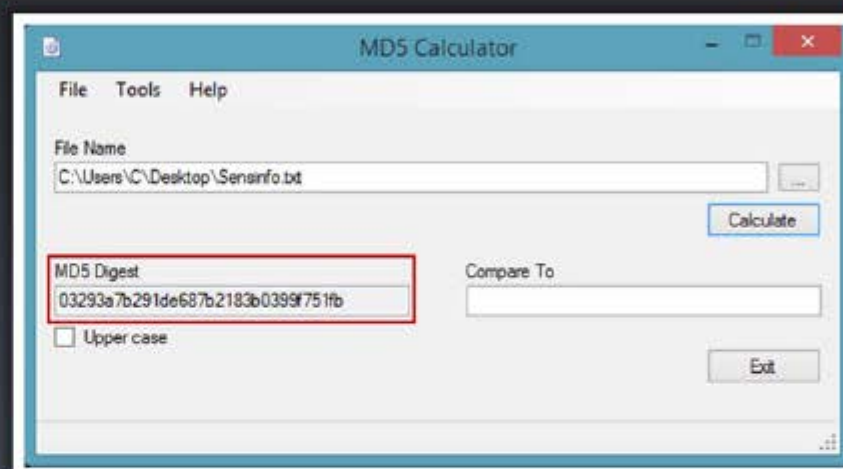 MD5 Calculator
File Tools Help
File Name
C:\Users\C\Desktop\Sensinfo.txt
...
Calculate
MD5 Digest
Compare To
03293a7b291de687b2183b0399f751fb
Upper case
Exit